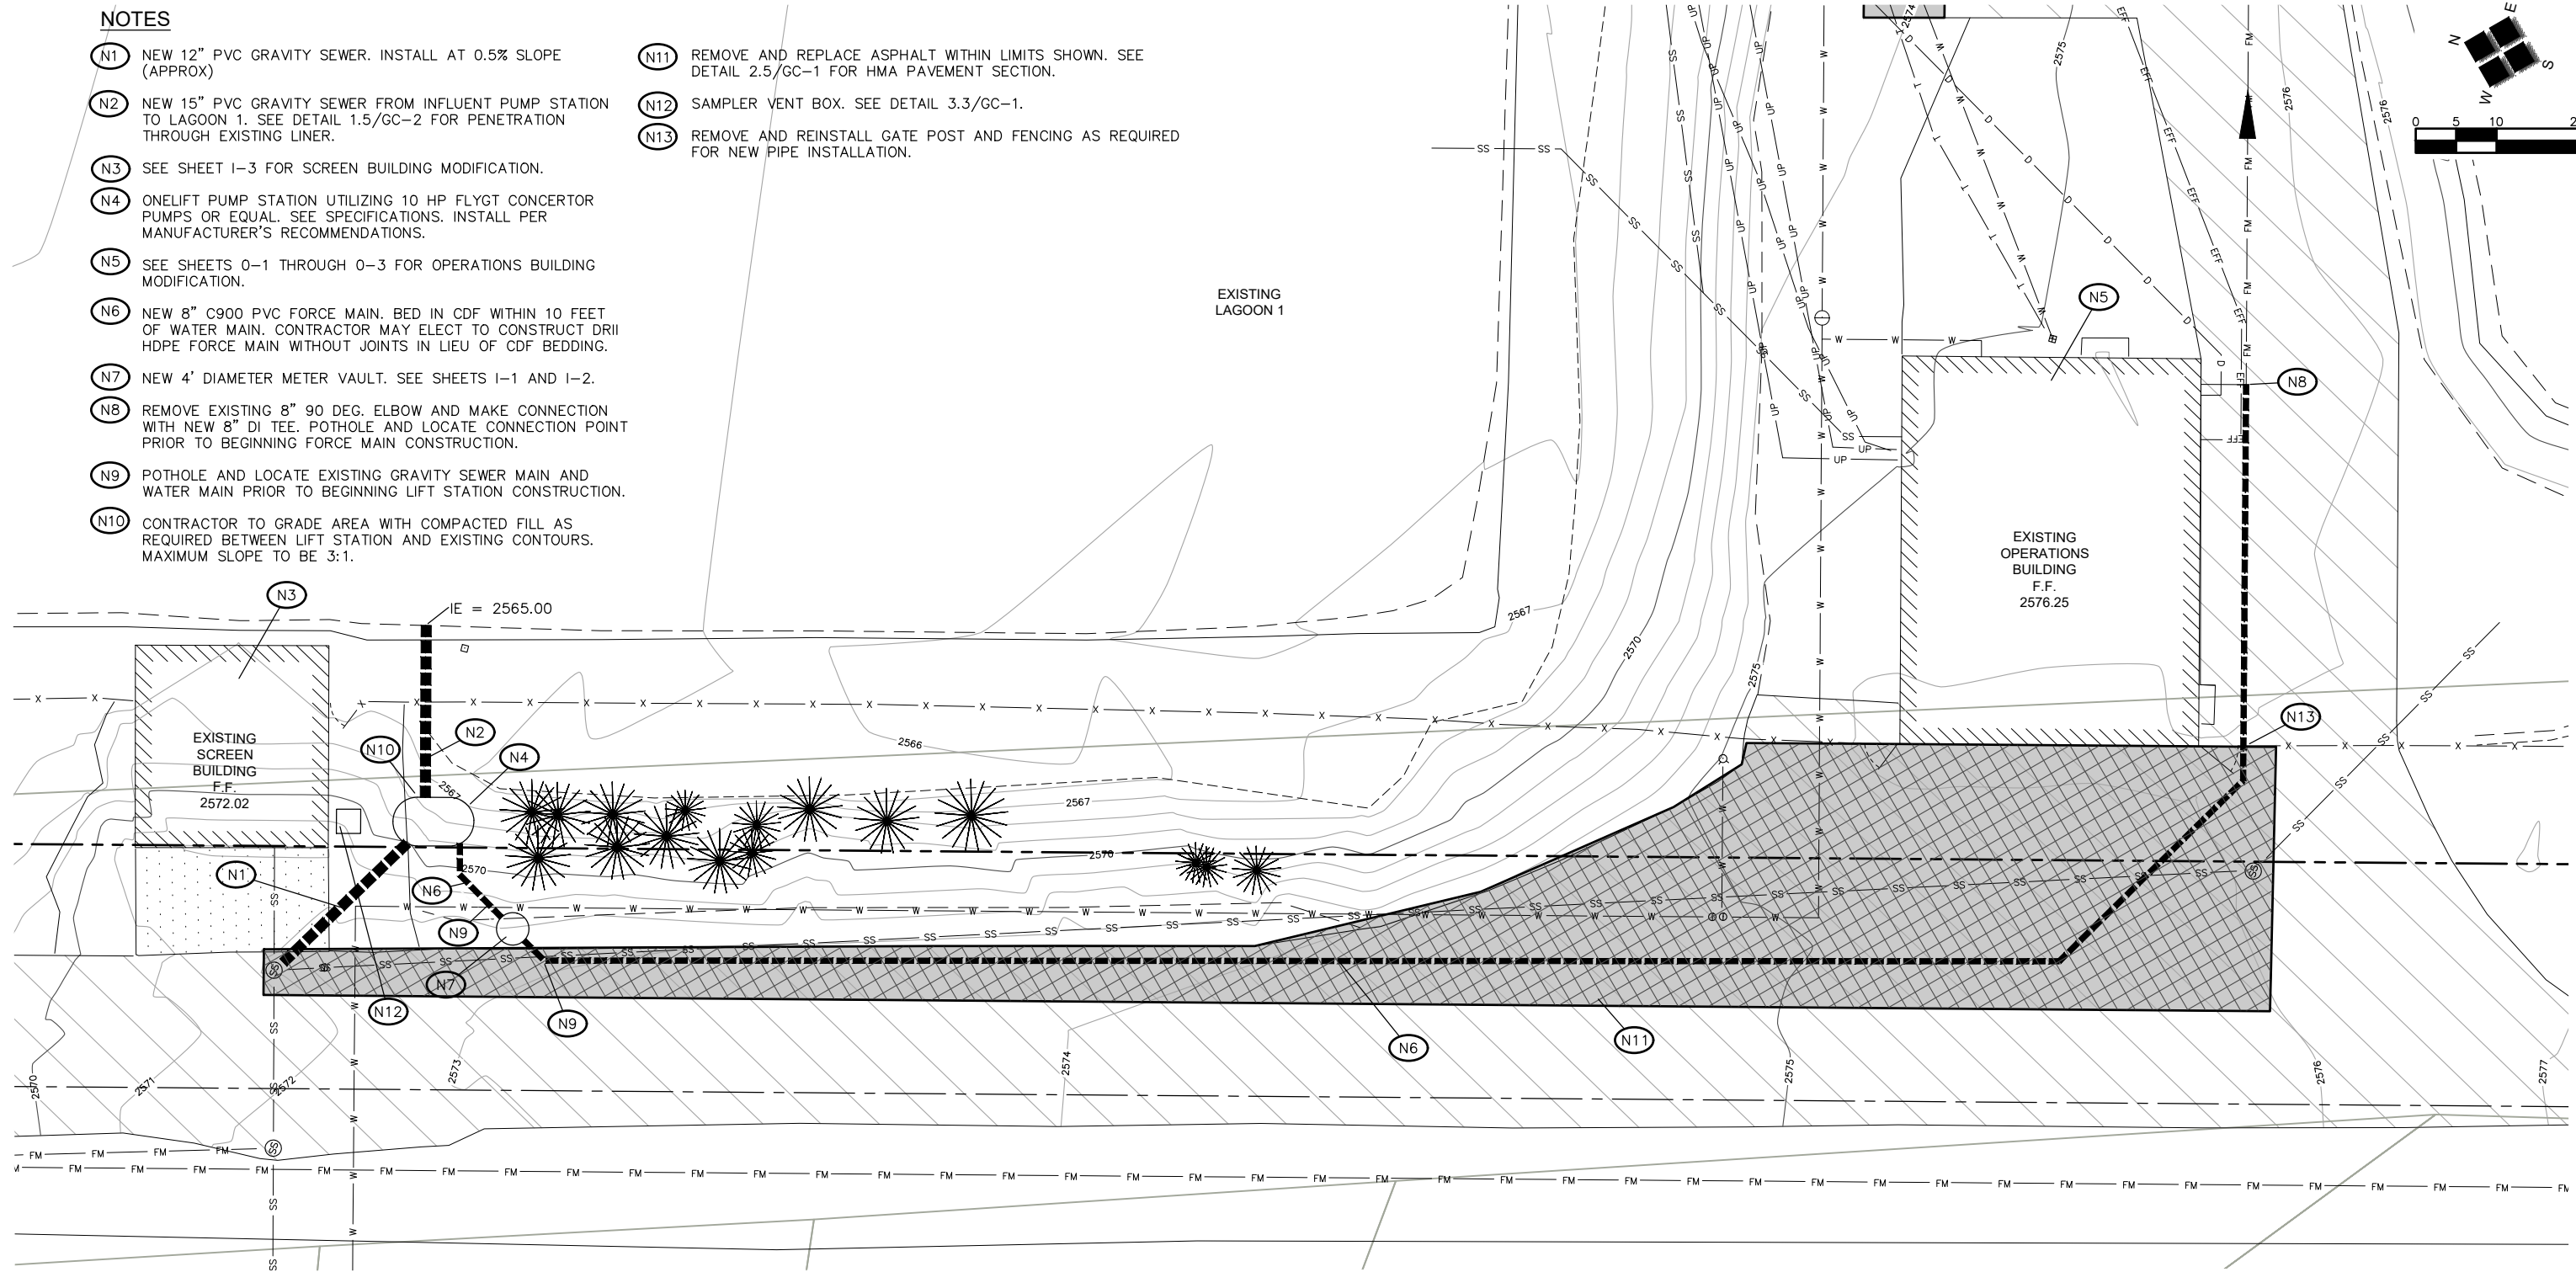 NOTES
N1 NEW 12" PVC GRAVITY SEWER. INSTALL AT 0.5% SLOPE
(APPROX)
N2 NEW 15" PVC GRAVITY SEWER FROM INFLUENT PUMP STATION
TO LAGOON 1. SEE DETAIL 1.5/GC-2 FOR PENETRATION
THROUGH EXISTING LINER.
N3 SEE SHEET I-3 FOR SCREEN BUILDING MODIFICATION.
N4 ONELIFT PUMP STATION UTILIZING 10 HP FLYGT CONCERTOR
PUMPS OR EQUAL. SEE SPECIFICATIONS. INSTALL PER
MANUFACTURER'S RECOMMENDATIONS.
N5 SEE SHEETS O-1 THROUGH O-3 FOR OPERATIONS BUILDING
MODIFICATION.
N6 NEW 8" C900 PVC FORCE MAIN. BED IN CDF WITHIN 10 FEET
OF WATER MAIN. CONTRACTOR MAY ELECT TO CONSTRUCT DR11
HDPE FORCE MAIN WITHOUT JOINTS IN LIEU OF CDF BEDDING.
N7 NEW 4' DIAMETER METER VAULT. SEE SHEETS I-1 AND I-2.
N8 REMOVE EXISTING 8" 90 DEG. ELBOW AND MAKE CONNECTION
WITH NEW 8" DI TEE. POTHOLE AND LOCATE CONNECTION POINT
PRIOR TO BEGINNING FORCE MAIN CONSTRUCTION.
N9 POTHOLE AND LOCATE EXISTING GRAVITY SEWER MAIN AND
WATER MAIN PRIOR TO BEGINNING LIFT STATION CONSTRUCTION.
N10 CONTRACTOR TO GRADE AREA WITH COMPACTED FILL AS
REQUIRED BETWEEN LIFT STATION AND EXISTING CONTOURS.
MAXIMUM SLOPE TO BE 3:1.
N11 REMOVE AND REPLACE ASPHALT WITHIN LIMITS SHOWN. SEE
DETAIL 2.5/GC-1 FOR HMA PAVEMENT SECTION.
N12 SAMPLER VENT BOX. SEE DETAIL 3.3/GC-1.
N13 REMOVE AND REINSTALL GATE POST AND FENCING AS REQUIRED
FOR NEW PIPE INSTALLATION.
N E S W
0 5 10
2574
2575
2576
2576
EXISTING
LAGOON 1
N5
N8
EXISTING
OPERATIONS
BUILDING
F.F.
2576.25
N3
IE = 2565.00
2567
2570
2575
N13
EXISTING
SCREEN
BUILDING
F.F.
2572.02
N10
N2
N4
2566
2567
2567
2570
2570
N1
N6
N9
N7
N12
N9
N6
N11
2570
2571
2572
2573
2574
2575
2576
2577
SS
W
FM
UP
EFF
D
T
X